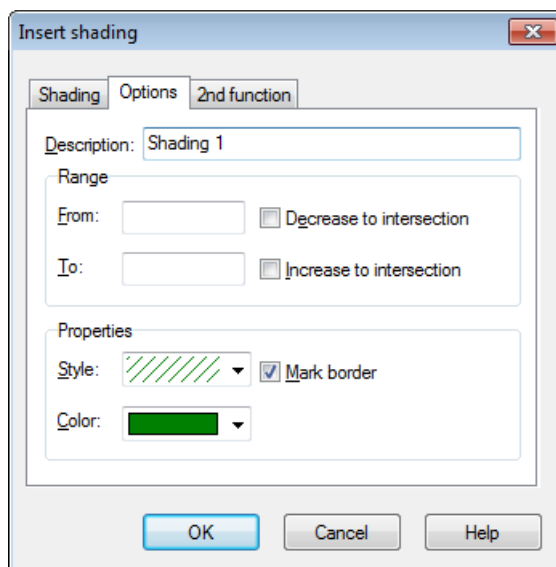 Insert shading
Shading Options 2nd function
Description: Shading 1
Range
From: Decrease to intersection
To: Increase to intersection
Properties
Style: Mark border
Color:
OK Cancel Help